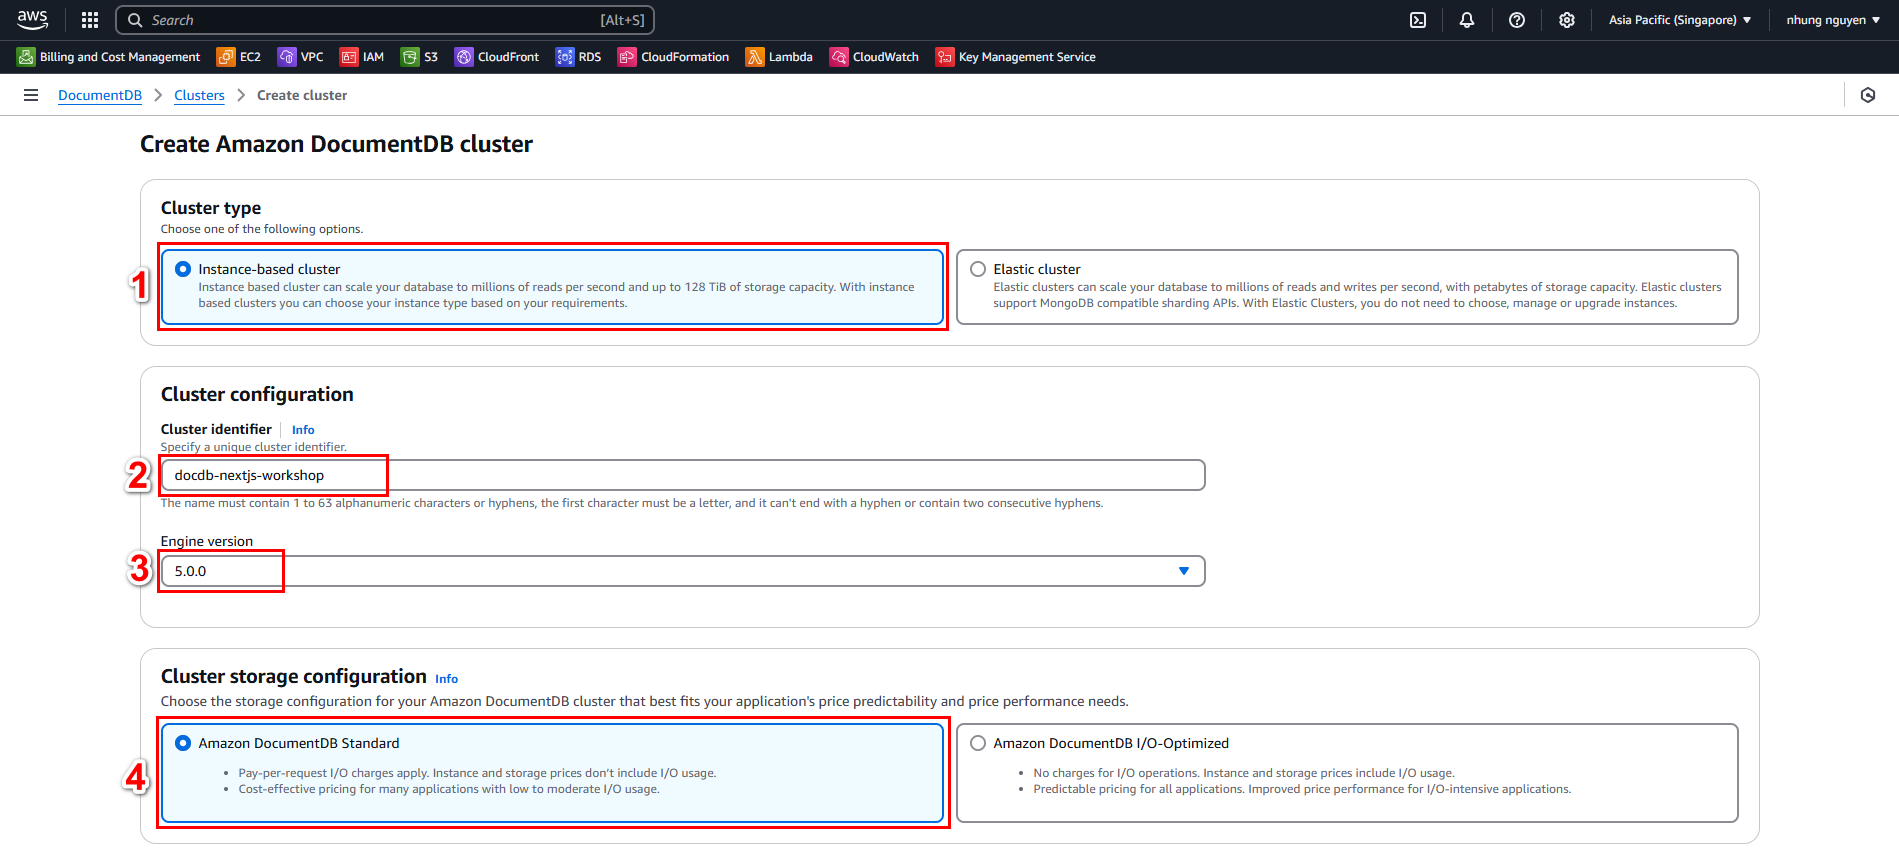 aws
Search
[Alt+S]
Asia Pacific (Singapore)
nhung nguyen
Billing and Cost Management
EC2
VPC
IAM
S3
CloudFront
RDS
CloudFormation
Lambda
CloudWatch
Key Management Service
DocumentDB
Clusters
Create cluster
Create Amazon DocumentDB cluster
Cluster type
Choose one of the following options.
1
Instance-based cluster
Instance based cluster can scale your database to millions of reads per second and up to 128 TiB of storage capacity. With instance
based clusters you can choose your instance type based on your requirements.
Elastic cluster
Elastic clusters can scale your database to millions of reads and writes per second, with petabytes of storage capacity. Elastic clusters
support MongoDB compatible sharding APIs. With Elastic Clusters, you do not need to choose, manage or upgrade instances.
Cluster configuration
Cluster identifier Info
Specify a unique cluster identifier.
2
docdb-nextjs-workshop
The name must contain 1 to 63 alphanumeric characters or hyphens, the first character must be a letter, and it can't end with a hyphen or contain two consecutive hyphens.
Engine version
3
5.0.0
Cluster storage configuration Info
Choose the storage configuration for your Amazon DocumentDB cluster that best fits your application's price predictability and price performance needs.
4
Amazon DocumentDB Standard
• Pay-per-request I/O charges apply. Instance and storage prices don't include I/O usage.
• Cost-effective pricing for many applications with low to moderate I/O usage.
Amazon DocumentDB I/O-Optimized
• No charges for I/O operations. Instance and storage prices include I/O usage.
• Predictable pricing for all applications. Improved price performance for I/O-intensive applications.